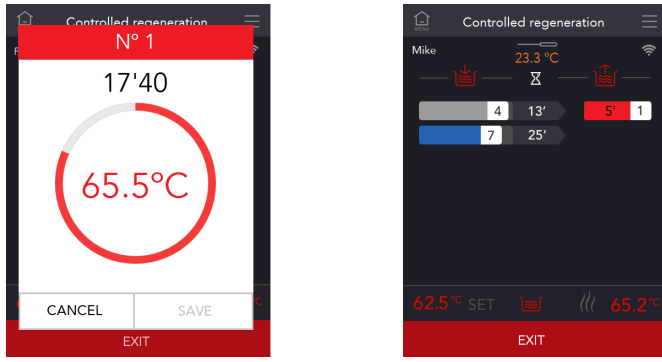 Controlled regeneration
N° 1
17'40
65.5°C
CANCEL SAVE
EXIT
MENU Controlled regeneration
Mike
23.3 °C
4 13' 5' 1
7 25'
62.5°C SET 65.2°C
EXIT